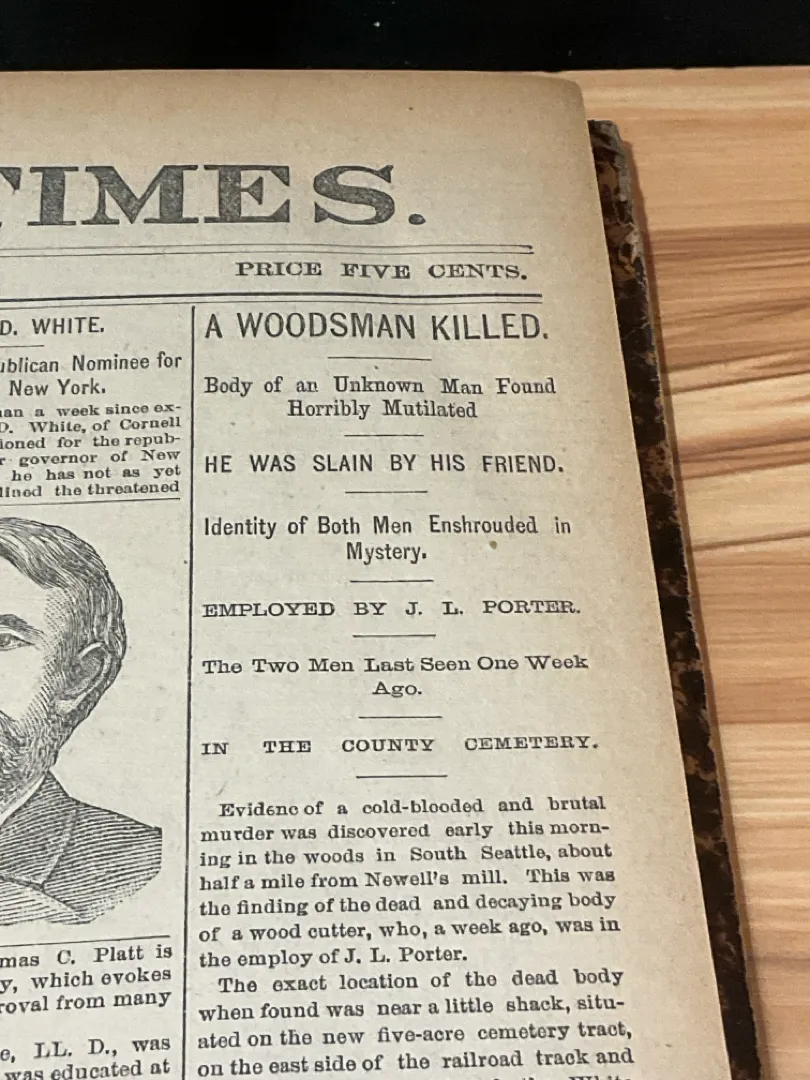 TIMES.
PRICE FIVE CENTS.
D. WHITE.
Nominee for
New York.
an a week since ex-
D. White, of Cornell
ioned for the repub-
governor of New
he has not as yet
lined the threatened
mas C. Platt is
y, which evokes
roval from many
e, LL. D., was
was educated at
A WOODSMAN KILLED.
Body of an Unknown Man Found
Horribly Mutilated
HE WAS SLAIN BY HIS FRIEND.
Identity of Both Men Enshrouded in
Mystery.
EMPLOYED BY J. L. PORTER.
The Two Men Last Seen One Week
Ago.
IN THE COUNTY CEMETERY.
Evidenc of a cold-blooded and brutal
murder was discovered early this morn-
ing in the woods in South Seattle, about
half a mile from Newell's mill. This was
the finding of the dead and decaying body
of a wood cutter, who, a week ago, was in
the employ of J. L. Porter.
The exact location of the dead body
when found was near a little shack, situ-
ated on the new five-acre cemetery tract,
on the east side of the railroad track and